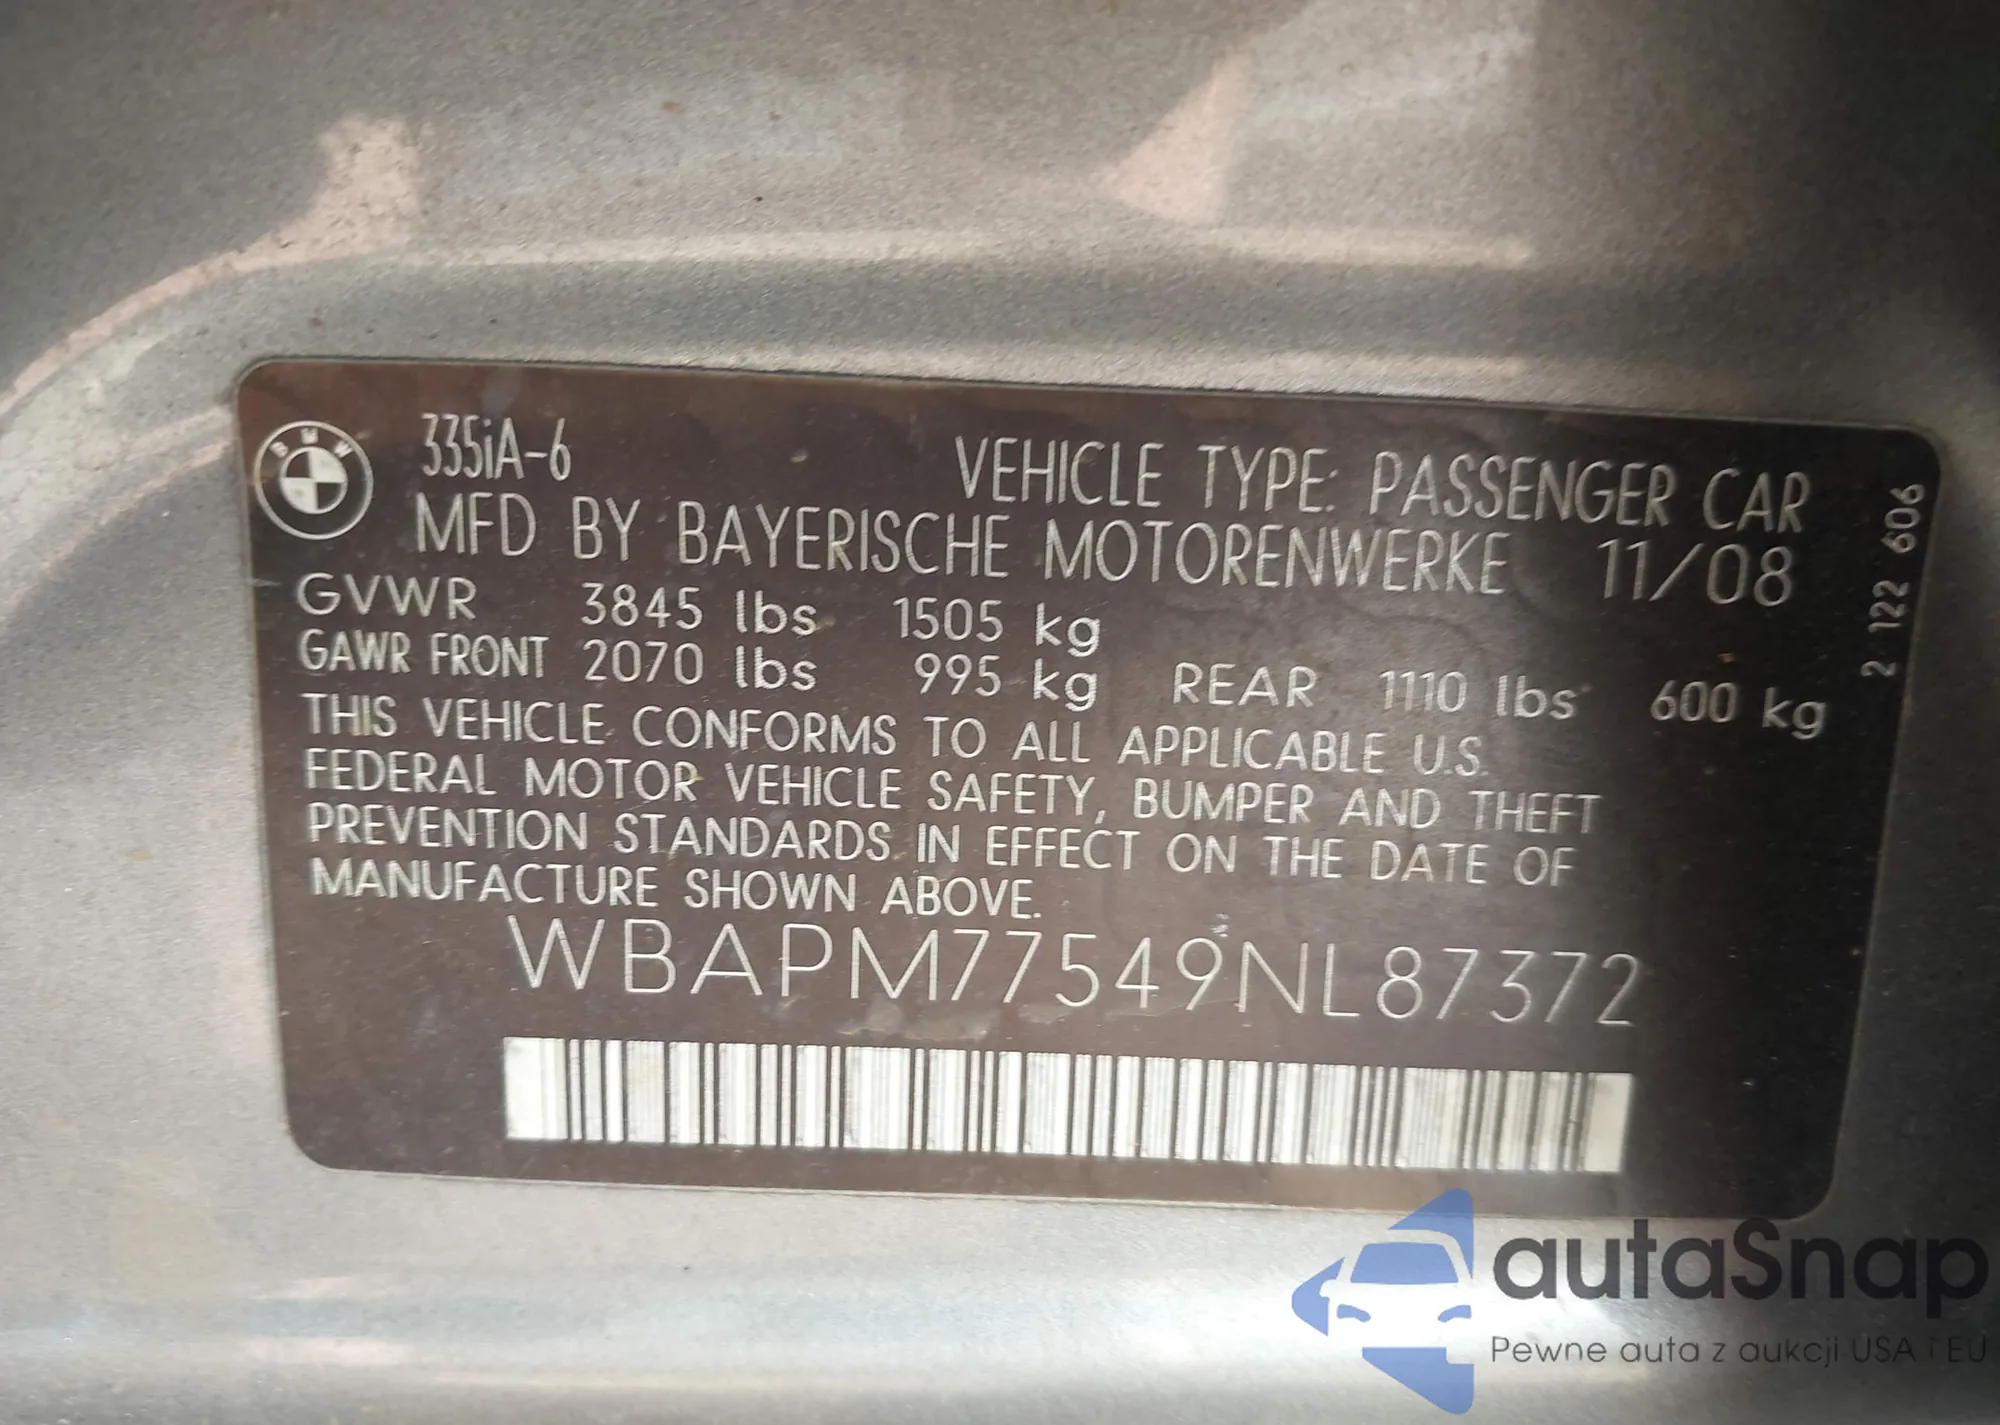 BMW
335iA-6
VEHICLE TYPE: PASSENGER CAR
MFD BY BAYERISCHE MOTORENWERKE 11/08
GVWR 3845 lbs 1505 kg
GAWR FRONT 2070 lbs 995 kg REAR 1110 lbs 600 kg
THIS VEHICLE CONFORMS TO ALL APPLICABLE U.S.
FEDERAL MOTOR VEHICLE SAFETY, BUMPER AND THEFT
PREVENTION STANDARDS IN EFFECT ON THE DATE OF
MANUFACTURE SHOWN ABOVE.
WBAPM77549NL87372
2 122 606
autaSnap
Pewne auta z aukcji USA i EU